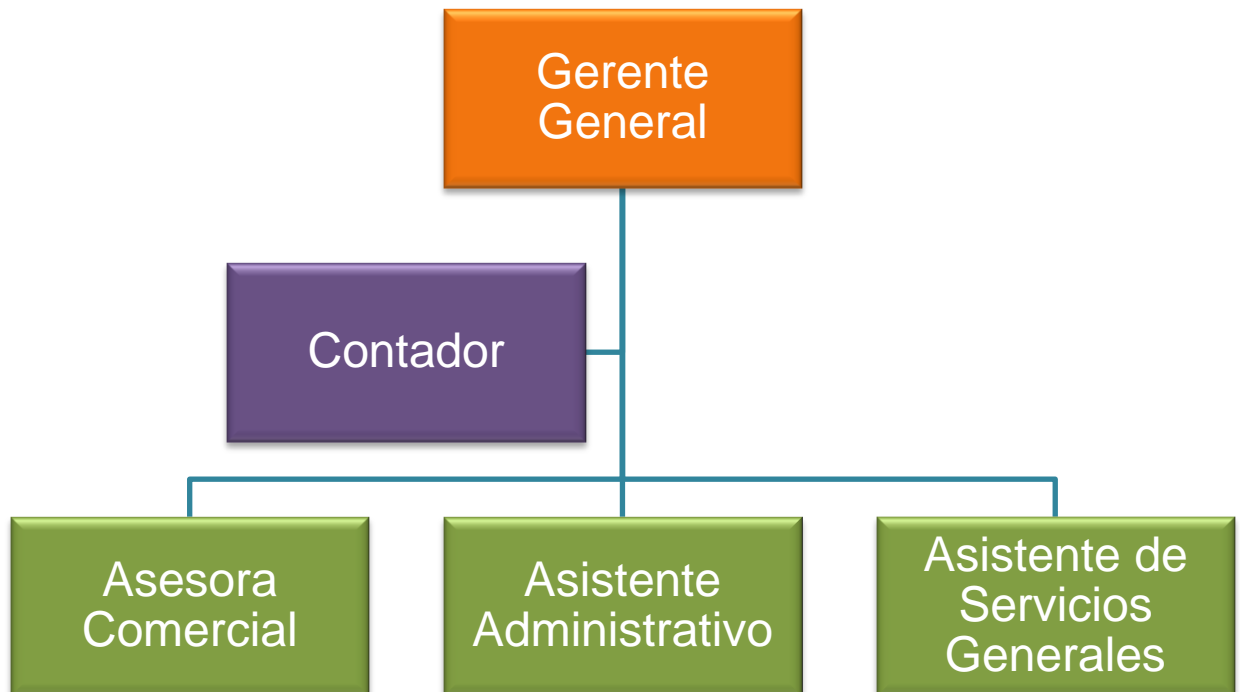 Gerente
General
Contador
Asesora
Comercial
Asistente
Administrativo
Asistente de
Servicios
Generales